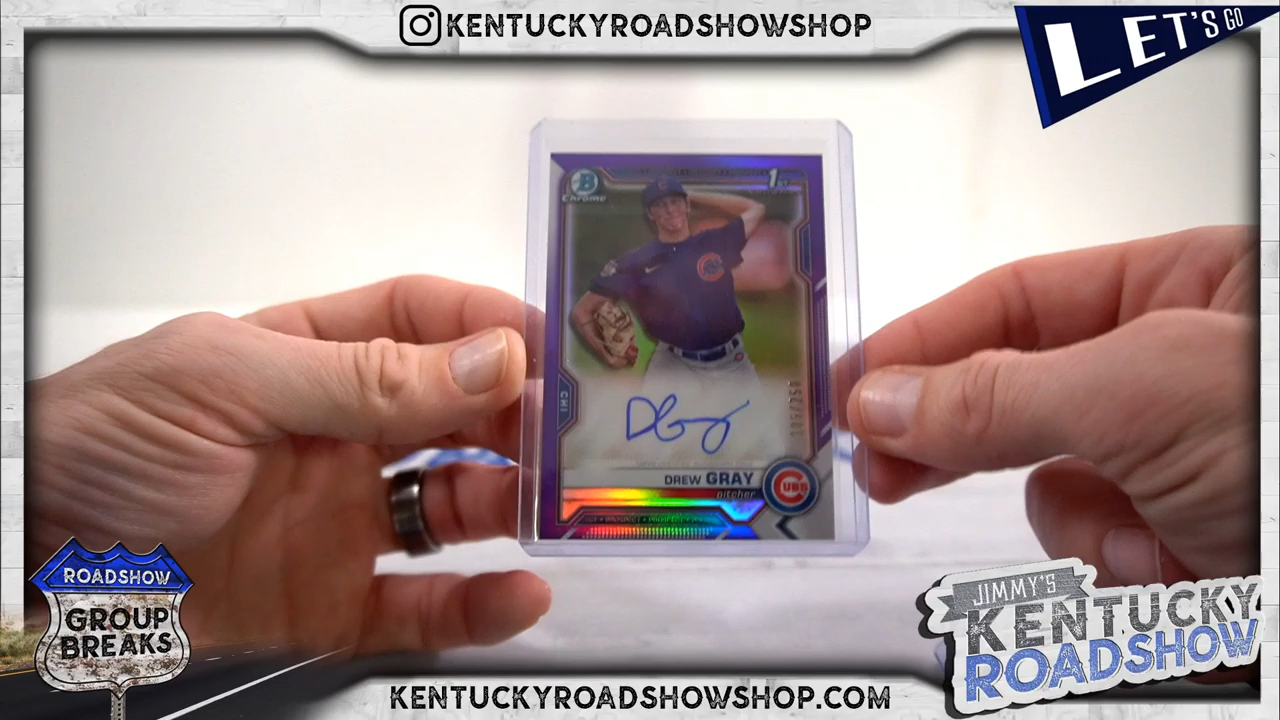 KENTUCKYROADSHOWSHOP
LET'S GO
B
CHROME
1ST
CHI
DREW GRAY
pitcher
CUBS
ROADSHOW
GROUP
BREAKS
JIMMY'S
KENTUCKY
ROADSHOW
KENTUCKYROADSHOWSHOP.COM